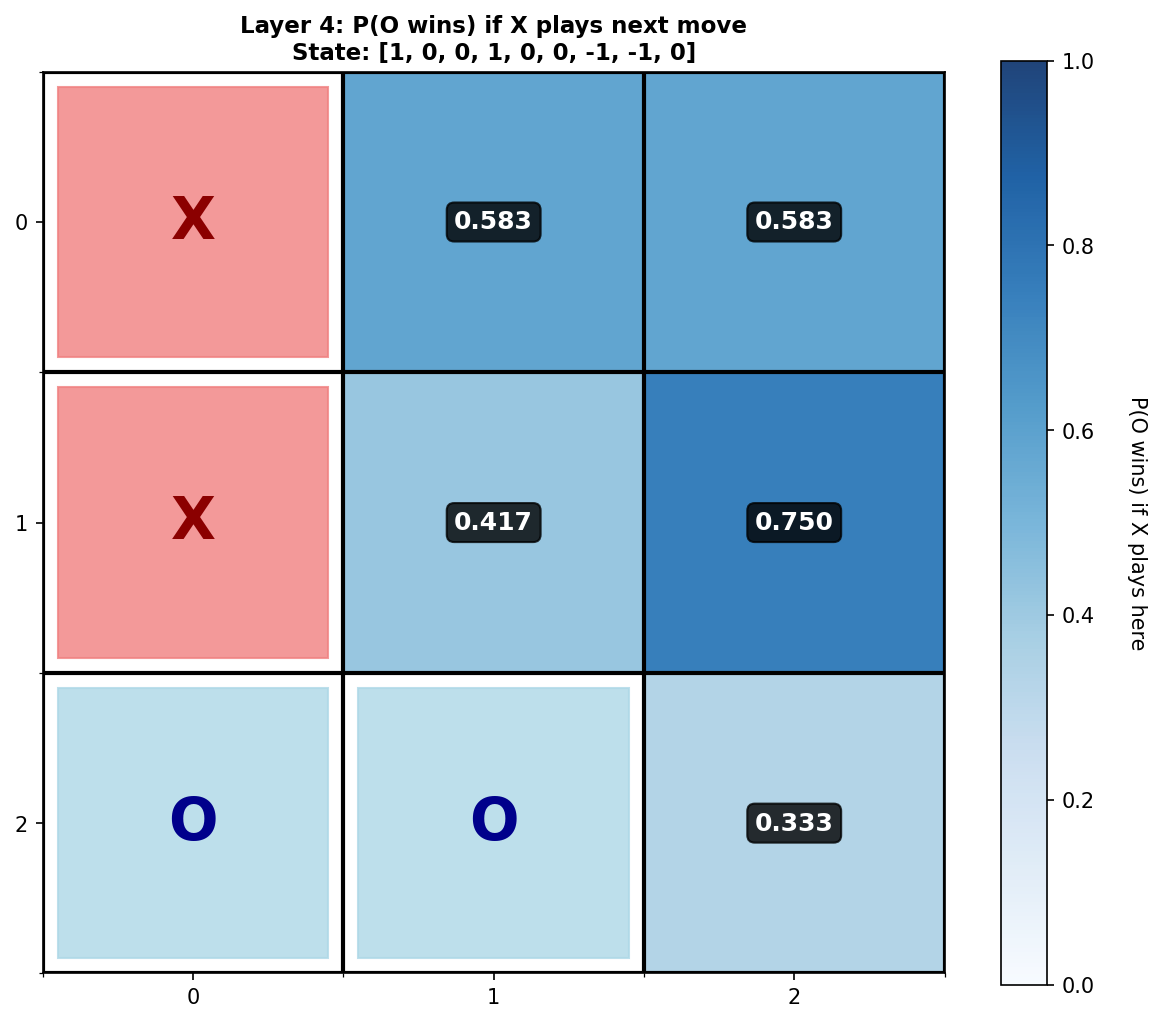 Layer 4: P(O wins) if X plays next move
State: [1, 0, 0, 1, 0, 0, -1, -1, 0]
X
0.583
0.583
X
0.417
0.750
O
O
0.333
0
1
2
0
1
2
1.0
0.8
0.6
0.4
0.2
0.0
P(O wins) if X plays here